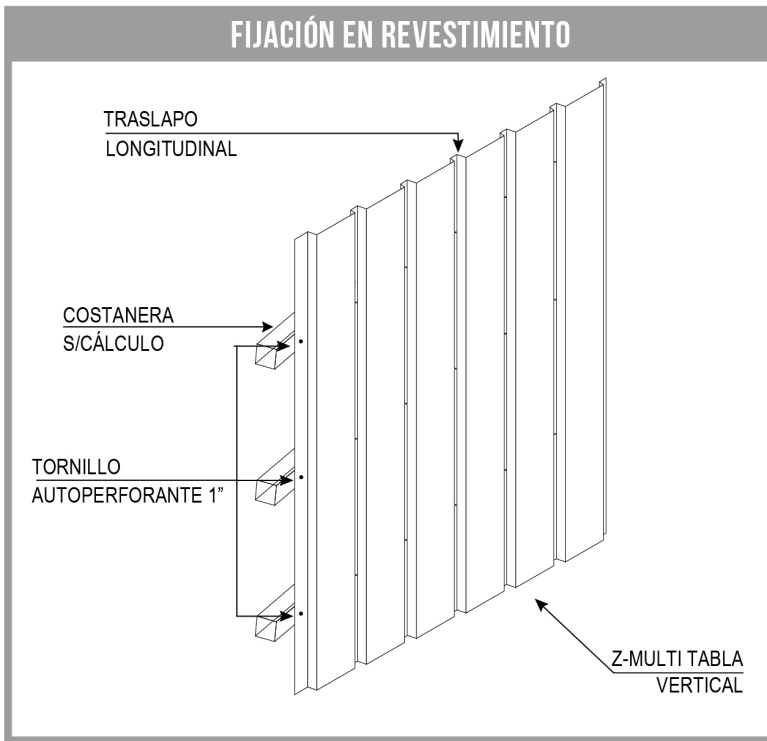 FIJACIÓN EN REVESTIMIENTO
TRASLAPO
LONGITUDINAL
COSTANERA
S/CÁLCULO
TORNILLO
AUTOPERFORANTE 1”
Z-MULTI TABLA
VERTICAL